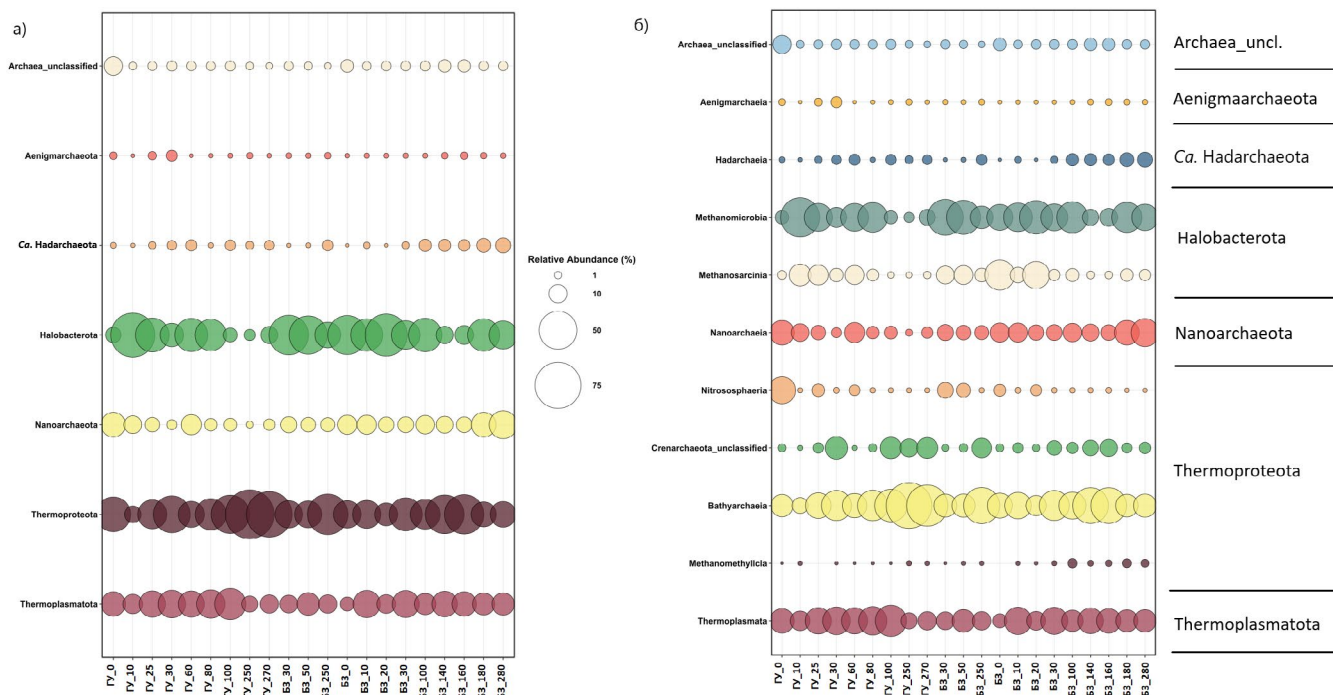 а)
Archaea_unclassified
Aenigmarchaeota
Ca. Hadarchaeota
Halobacterota
Nanoarchaeota
Thermoproteota
Thermoplasmatota
ГУ_0
ГУ_10
ГУ_25
ГУ_30
ГУ_60
ГУ_80
ГУ_100
ГУ_250
ГУ_270
БЗ_30
БЗ_50
БЗ_250
БЗ_0
БЗ_10
БЗ_20
БЗ_30
БЗ_100
БЗ_140
БЗ_160
БЗ_180
БЗ_280
Relative Abundance (%)
1
10
50
75
б)
Archaea_unclassified
Aenigmarchaeia
Hadarchaeia
Methanomicrobia
Methanosarcinia
Nanoarchaeia
Nitrososphaeria
Crenarchaeota_unclassified
Bathyarchaeia
Methanomethylicia
Thermoplasmata
ГУ_0
ГУ_10
ГУ_25
ГУ_30
ГУ_60
ГУ_80
ГУ_100
ГУ_250
ГУ_270
БЗ_30
БЗ_50
БЗ_250
БЗ_0
БЗ_10
БЗ_20
БЗ_30
БЗ_100
БЗ_140
БЗ_160
БЗ_180
БЗ_280
Archaea_uncl.
Aenigmaarchaeota
Ca. Hadarchaeota
Halobacterota
Nanoarchaeota
Thermoproteota
Thermoplasmatota